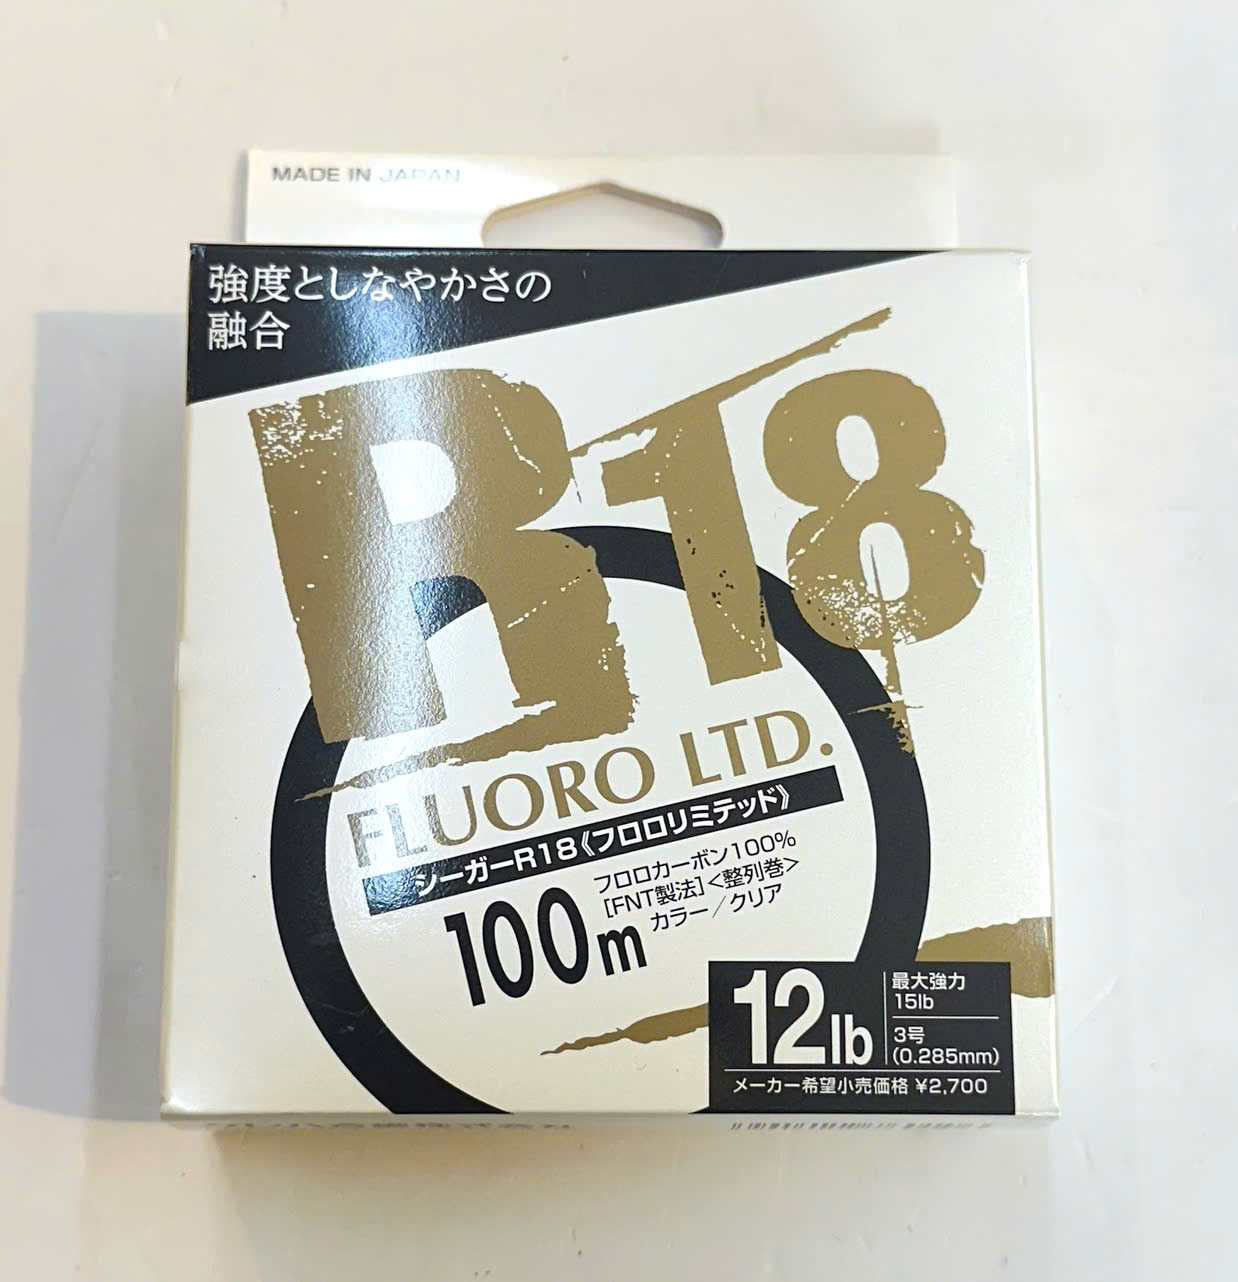 MADE IN JAPAN
強度としなやかさの
融合
R18
FLUORO LTD.
シーガーR18《フロロリミテッド》
100m
フロロカーボン100%
[FNT製法]<整列巻>
カラー／クリア
12lb
最大強力
15lb
3号
(0.285mm)
メーカー希望小売価格 ¥2,700